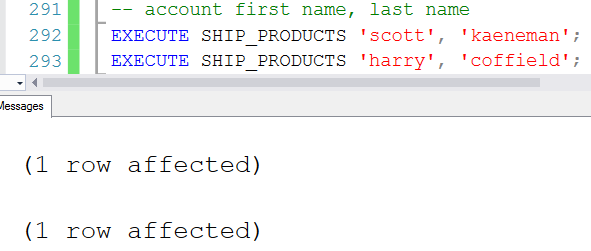 291 -- account first name, last name
292 EXECUTE SHIP_PRODUCTS 'scott', 'kaeneman';
293 EXECUTE SHIP_PRODUCTS 'harry', 'coffield';
Messages
(1 row affected)
(1 row affected)